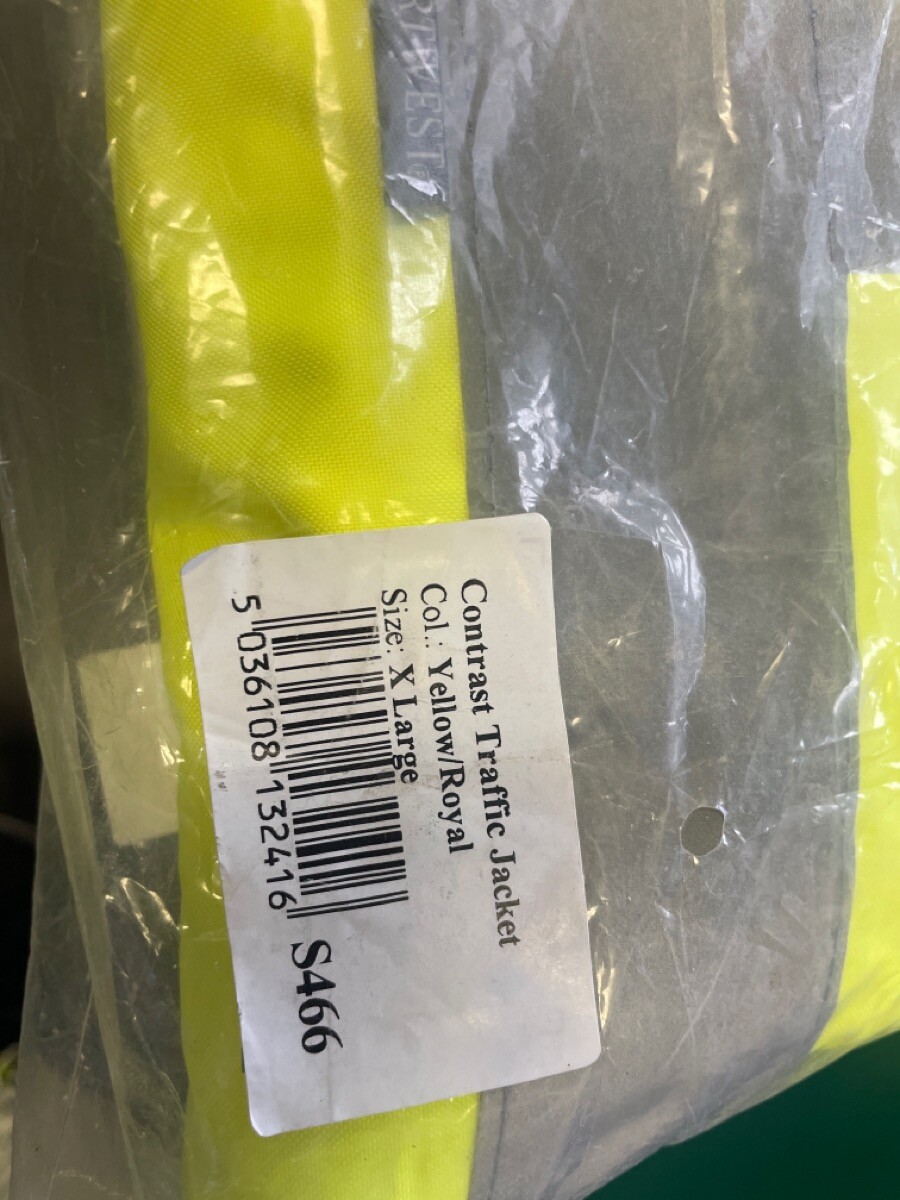 Contrast Traffic Jacket
Col.: Yellow/Royal
Size: X Large
5 036108 132416
S466